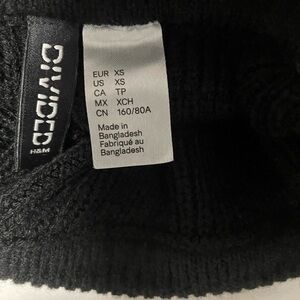 DIVIDED
H&M
EUR XS
US XS
CA TP
MX XCH
CN 160/80A
Made in
Bangladesh
Fabriqué au
Bangladesh